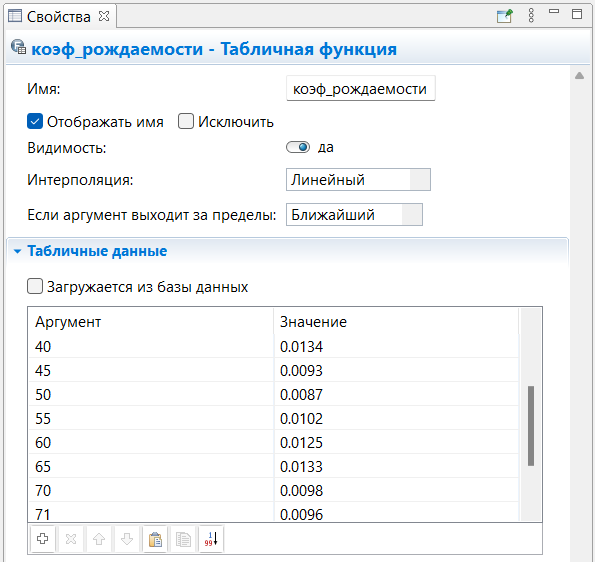 Свойства
коэф_рождаемости - Табличная функция
Имя: коэф_рождаемости
Отображать имя Исключить
Видимость: да
Интерполяция: Линейный
Если аргумент выходит за пределы: Ближайший
Табличные данные
Загружается из базы данных
Аргумент Значение
40 0.0134
45 0.0093
50 0.0087
55 0.0102
60 0.0125
65 0.0133
70 0.0098
71 0.0096